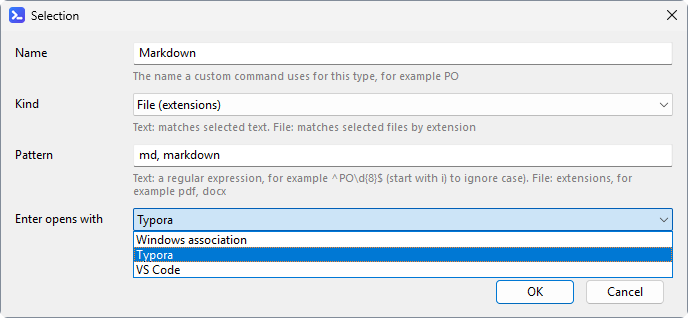 Selection
Name
Markdown
The name a custom command uses for this type, for example PO
Kind
File (extensions)
Text: matches selected text. File: matches selected files by extension
Pattern
md, markdown
Text: a regular expression, for example ^PO\d{8}$ (start with i) to ignore case). File: extensions, for
example pdf, docx
Enter opens with
Typora
Windows association
Typora
VS Code
OK
Cancel